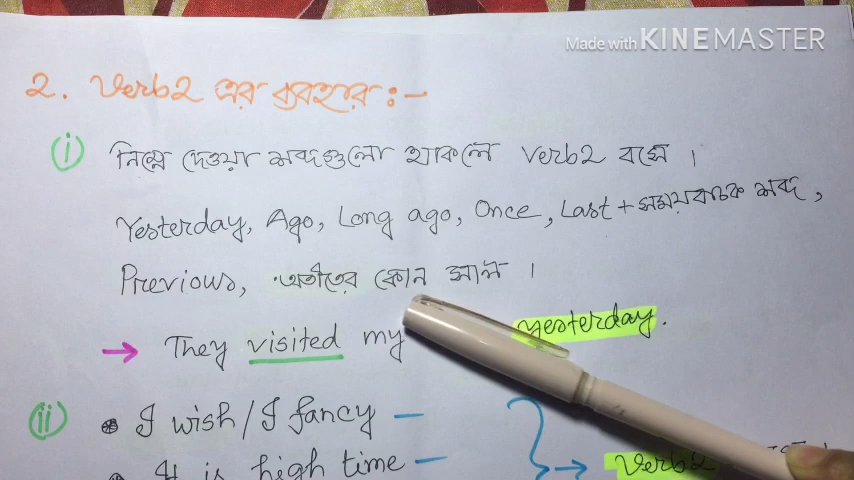 Made with KINEMASTER
2. Verb2 এর ব্যবহার :-
(i) নিম্নে দেওয়া শব্দগুলো থাকলে verb2 বসে ।
Yesterday, Ago, Long ago, Once, Last + সময়বাচক শব্দ,
Previous, অতীতের কোন সাল ।
→ They visited my yesterday.
(ii) I wish/I fancy —
It is high time —
→ Verb2